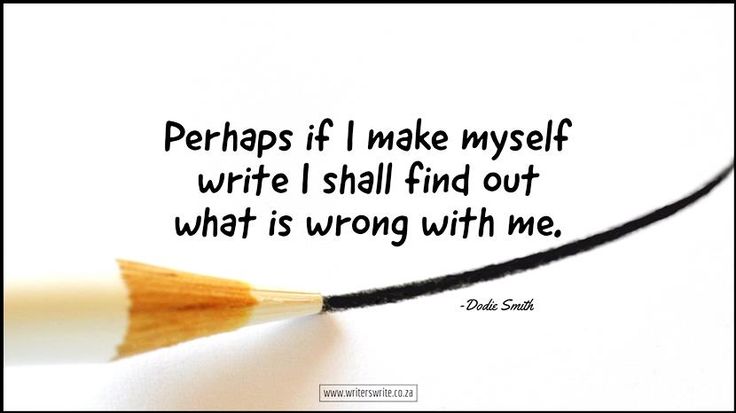 Perhaps if I make myself
write I shall find out
what is wrong with me.
-Dodie Smith
www.writerswrite.co.za